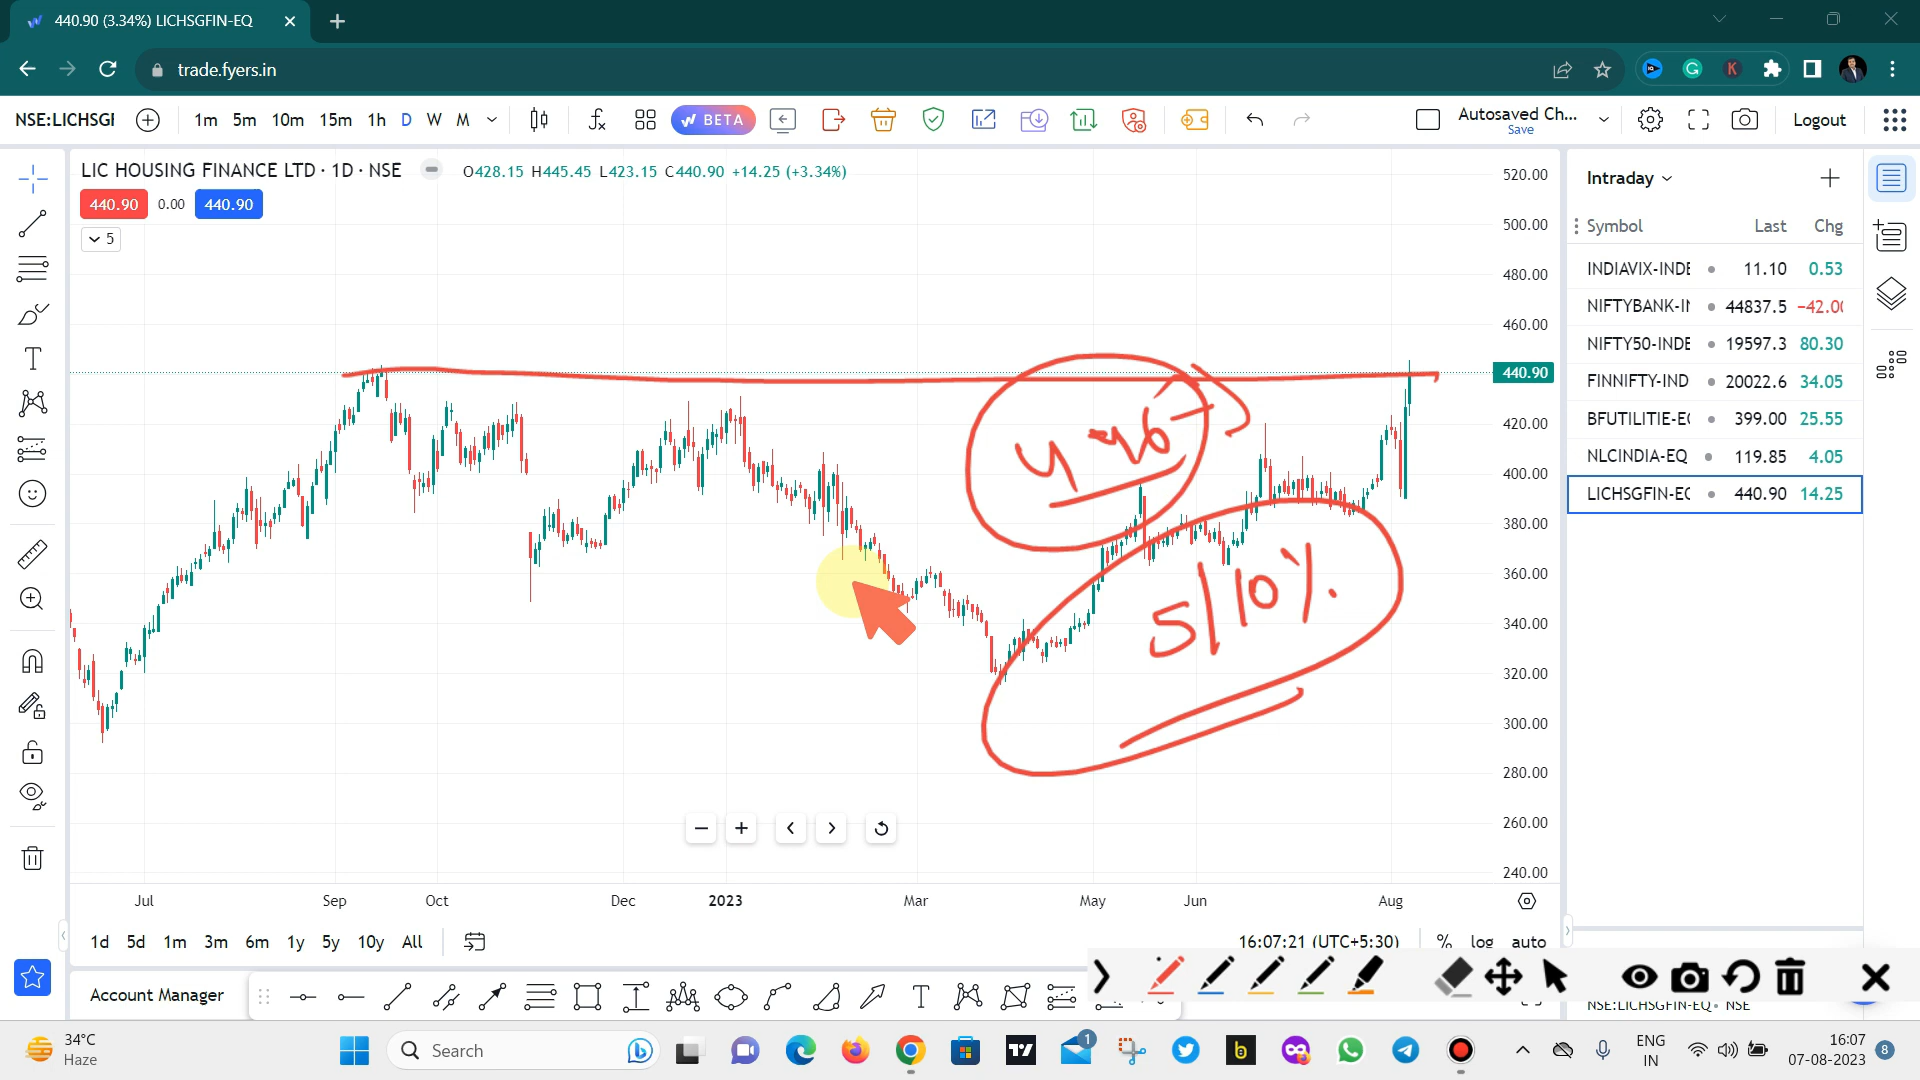 440.90 (3.34%) LICHSGFIN-EQ
trade.fyers.in
NSE:LICHSGF 1m 5m 10m 15m 1h D W M BETA Autosaved Ch... Save Logout
LIC HOUSING FINANCE LTD · 1D · NSE O428.15 H445.45 L423.15 C440.90 +14.25 (+3.34%)
440.90 0.00 440.90
5
520.00
500.00
480.00
460.00
440.90
420.00
400.00
380.00
360.00
340.00
320.00
300.00
280.00
260.00
240.00
5/10%.
Jul Sep Oct Dec 2023 Mar May Jun Aug
1d 5d 1m 3m 6m 1y 5y 10y All 16:07:21 (UTC+5:30) % log auto
Account Manager
Intraday
Symbol Last Chg
INDIAVIX-INDE 11.10 0.53
NIFTYBANK-IN 44837.5 −42.00
NIFTY50-INDE 19597.3 80.30
FINNIFTY-IND 20022.6 34.05
BFUTILITIE-EQ 399.00 25.55
NLCINDIA-EQ 119.85 4.05
LICHSGFIN-EQ 440.90 14.25
NSE:LICHSGFIN-EQ • NSE
34°C
Haze
Search
1
ENG
IN
16:07
07-08-2023
8